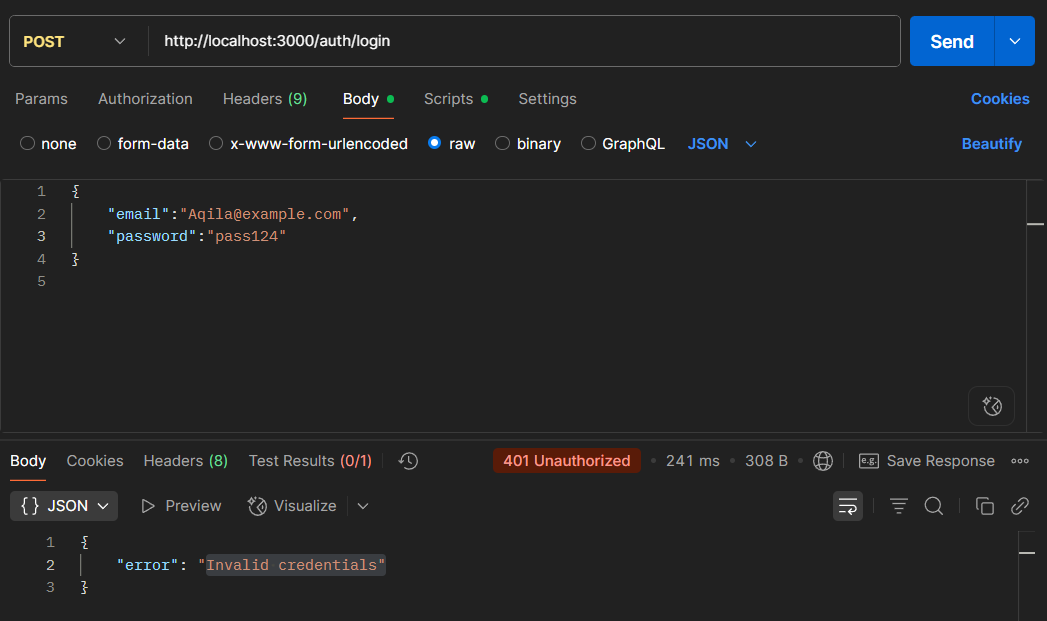 POST http://localhost:3000/auth/login Send
Params Authorization Headers (9) Body Scripts Settings Cookies
none form-data x-www-form-urlencoded raw binary GraphQL JSON Beautify
1 {
2 "email":"Aqila@example.com",
3 "password":"pass124"
4 }
5
Body Cookies Headers (8) Test Results (0/1) 401 Unauthorized • 241 ms • 308 B • e.g. Save Response
{} JSON Preview Visualize
1 {
2 "error": "Invalid credentials"
3 }